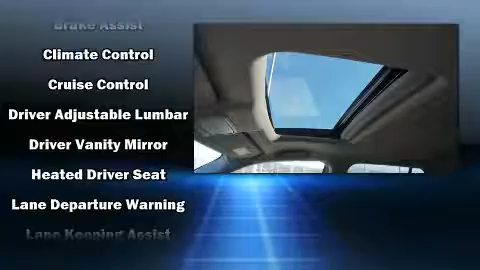 Brake Assist
Climate Control
Cruise Control
Driver Adjustable Lumbar
Driver Vanity Mirror
Heated Driver Seat
Lane Departure Warning
Lane Keeping Assist